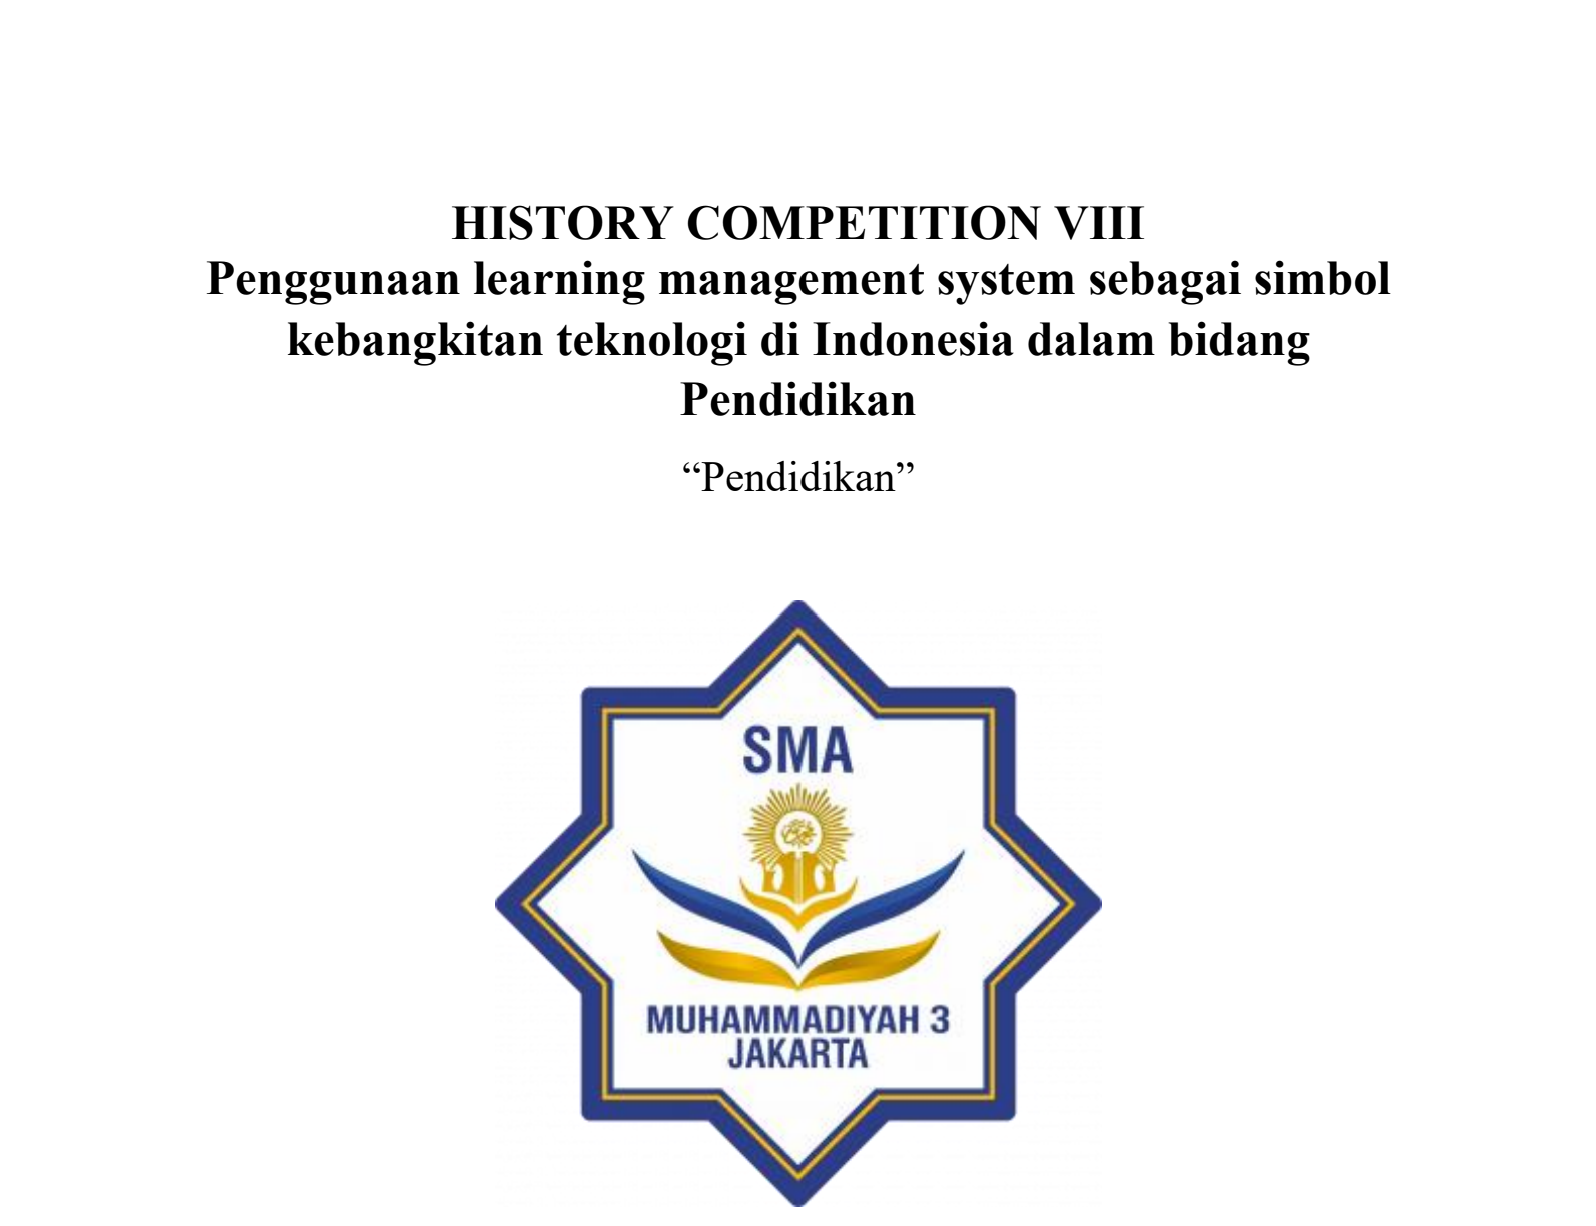 HISTORY COMPETITION VIII
Penggunaan learning management system sebagai simbol
kebangkitan teknologi di Indonesia dalam bidang
Pendidikan
“Pendidikan”
SMA
MUHAMMADIYAH 3
JAKARTA